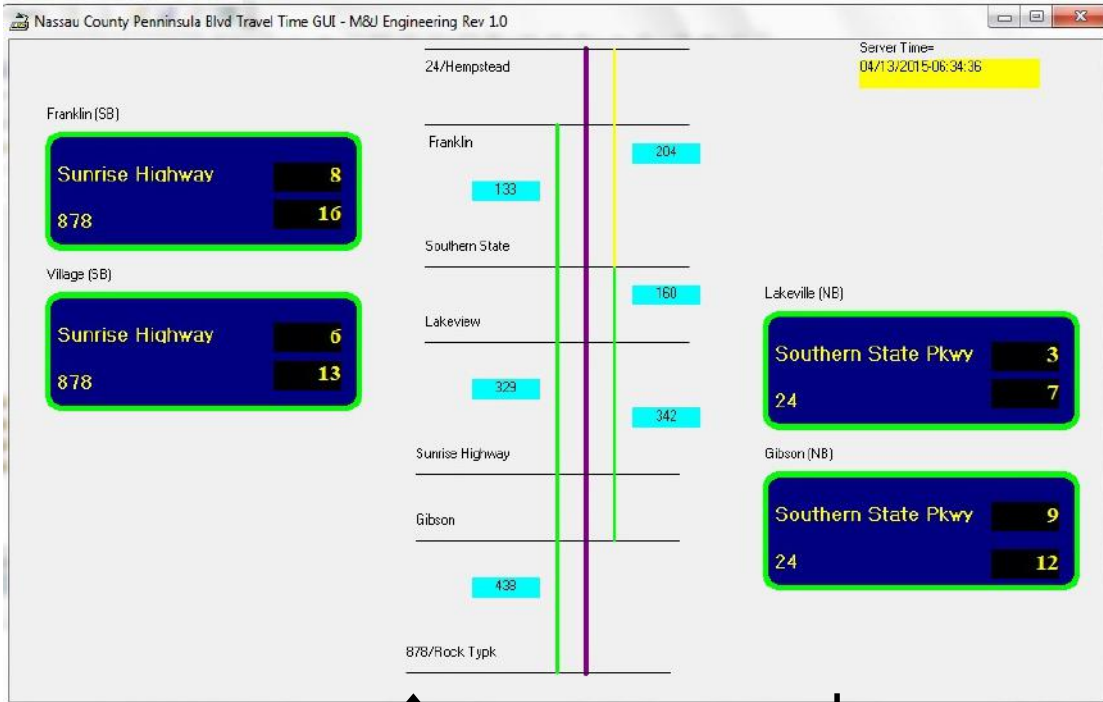 Nassau County Penninsula Blvd Travel Time GUI - M&J Engineering Rev 1.0
Server Time=
04/13/2015-06:34:36
24/Hempstead
Franklin (SB)
Sunrise Highway 8
878 16
Franklin
204
133
Southern State
Village (SB)
Sunrise Highway 6
878 13
160
Lakeview
329
342
Lakeville (NB)
Southern State Pkwy 3
24 7
Sunrise Highway
Gibson
Gibson (NB)
Southern State Pkwy 9
24 12
438
878/Rock Typk